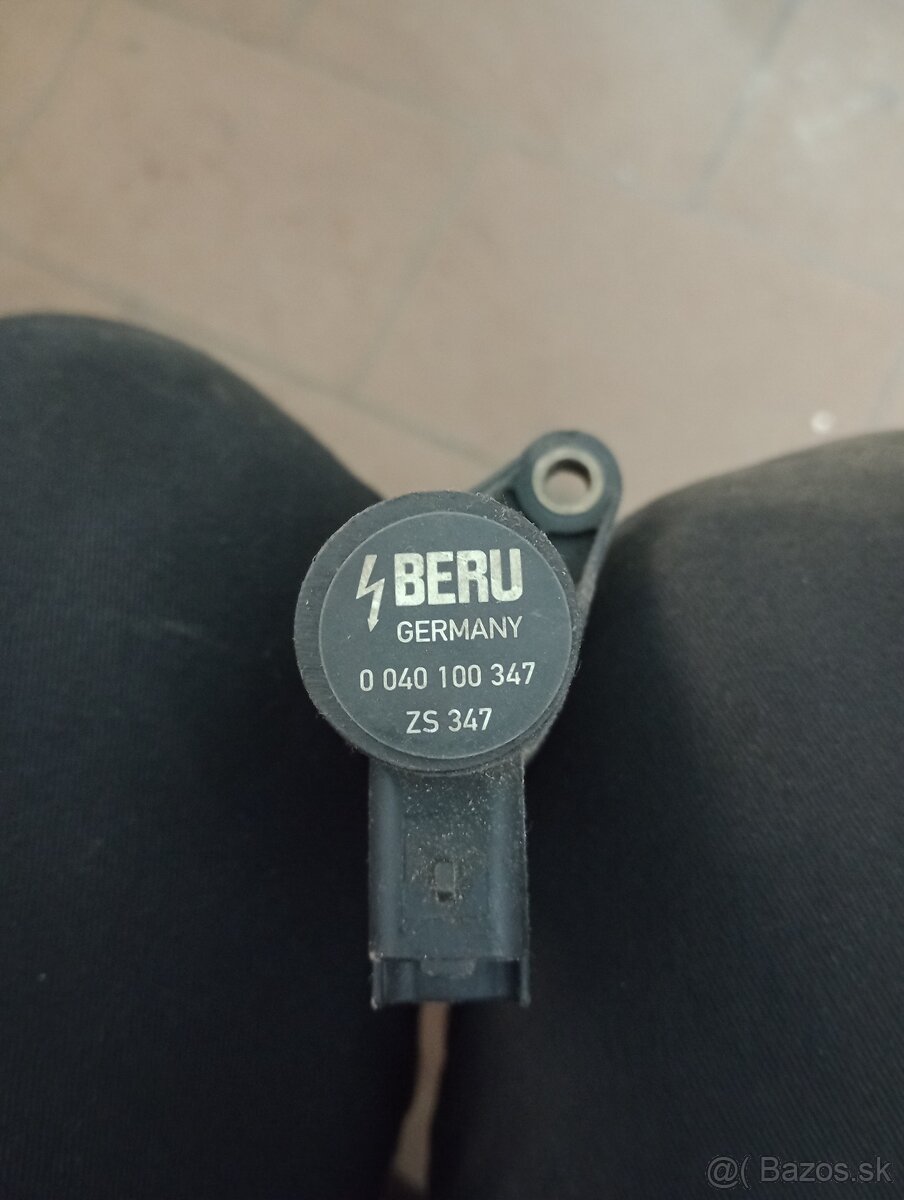 BERU
GERMANY
0 040 100 347
ZS 347
@( Bazos.sk